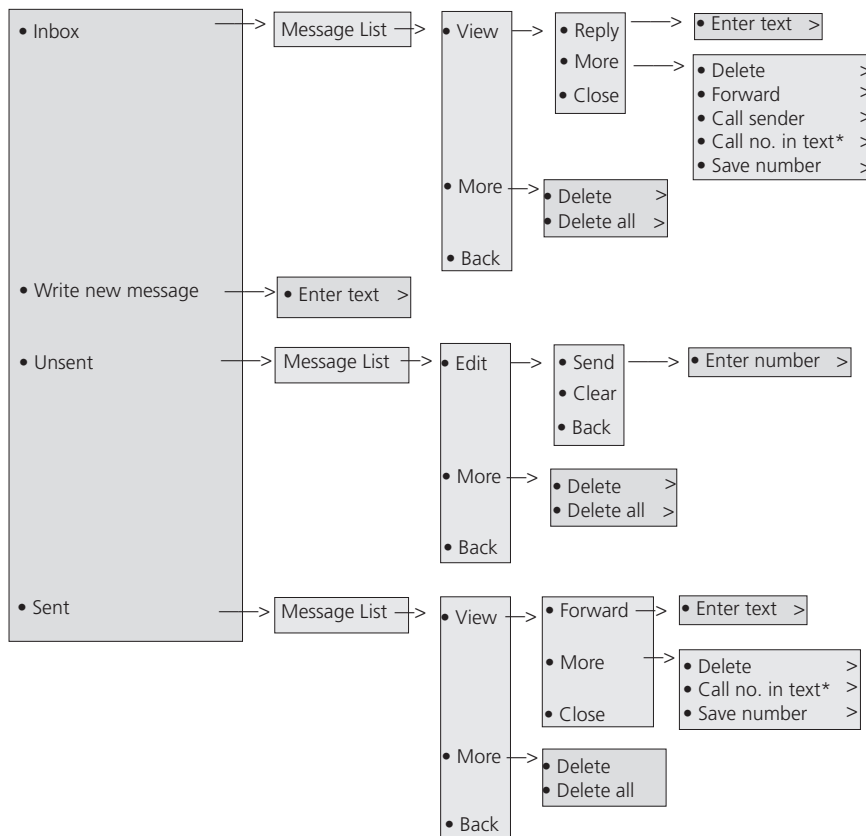 • Inbox
Message List
• View
• Reply
• More
• Close
• Enter text >
• Delete >
• Forward >
• Call sender >
• Call no. in text* >
• Save number >
• More
• Delete >
• Delete all >
• Back
• Write new message
• Enter text >
• Unsent
Message List
• Edit
• Send
• Clear
• Back
• Enter number >
• More
• Delete >
• Delete all >
• Back
• Sent
Message List
• View
• Forward
• More
• Close
• Enter text >
• Delete >
• Call no. in text* >
• Save number >
• More
• Delete
• Delete all
• Back